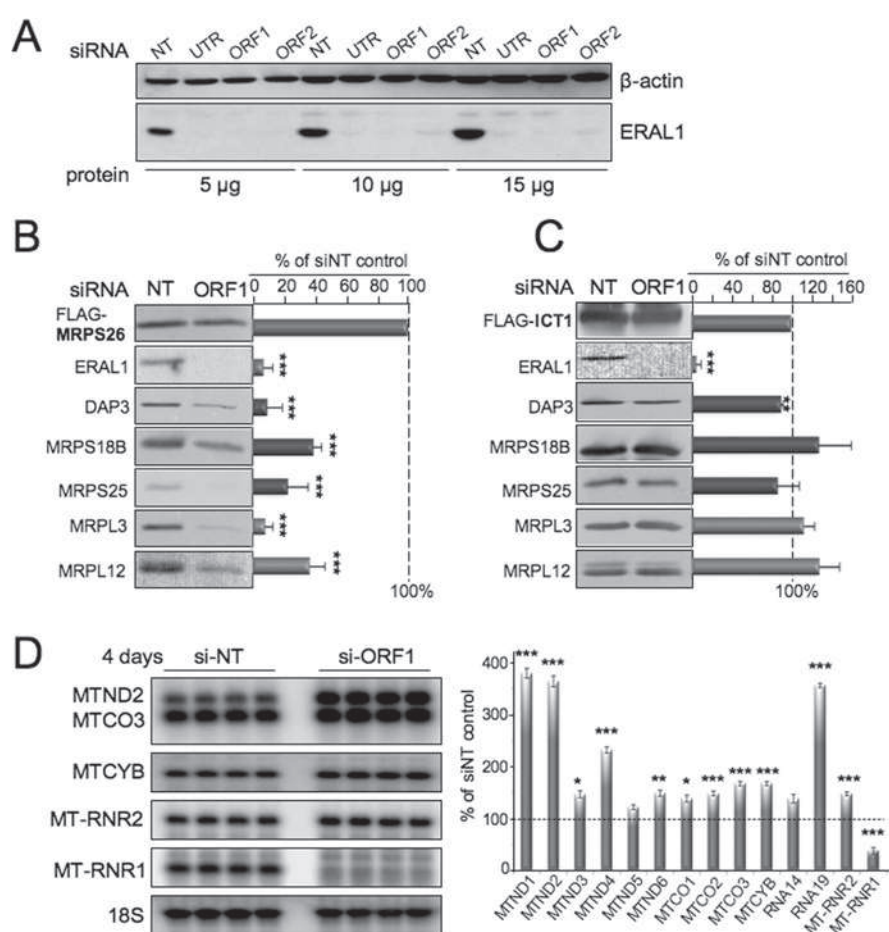 A
siRNA NT UTR ORF1 ORF2 NT UTR ORF1 ORF2 NT UTR ORF1 ORF2
β-actin
ERAL1
protein 5 µg 10 µg 15 µg
B
% of siNT control
siRNA NT ORF1 0 20 40 60 80 100
FLAG-
MRPS26
ERAL1 ***
DAP3 ***
MRPS18B ***
MRPS25 ***
MRPL3 ***
MRPL12 ***
100%
C
% of siNT control
siRNA NT ORF1 0 40 80 120 160
FLAG-ICT1
ERAL1 ***
DAP3 **
MRPS18B
MRPS25
MRPL3
MRPL12
100%
D
4 days si-NT si-ORF1
MTND2
MTCO3
MTCYB
MT-RNR2
MT-RNR1
18S
% of siNT control
400
300
200
100
0
*** *** * *** ** * *** *** *** *** *** ***
MTND1 MTND2 MTND3 MTND4 MTND5 MTND6 MTCO1 MTCO2 MTCO3 MTCYB RNA14 RNA19 MT-RNR2 MT-RNR1